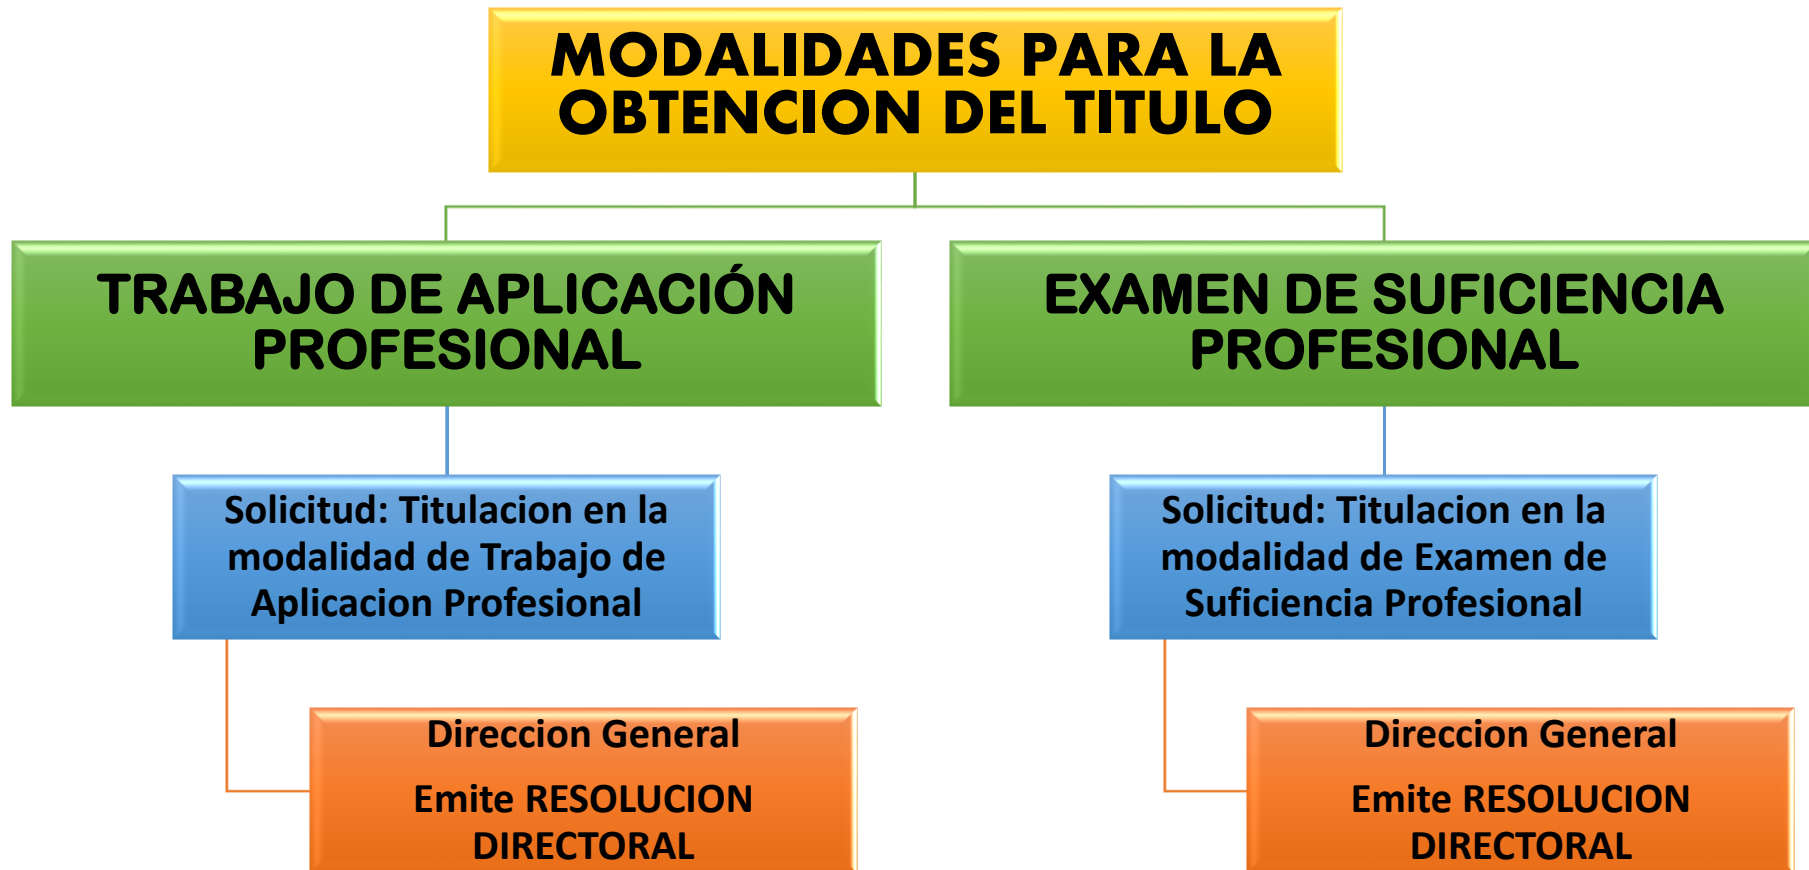 MODALIDADES PARA LA
OBTENCION DEL TITULO
TRABAJO DE APLICACIÓN
PROFESIONAL
EXAMEN DE SUFICIENCIA
PROFESIONAL
Solicitud: Titulacion en la
modalidad de Trabajo de
Aplicacion Profesional
Solicitud: Titulacion en la
modalidad de Examen de
Suficiencia Profesional
Direccion General
Emite RESOLUCION
DIRECTORAL
Direccion General
Emite RESOLUCION
DIRECTORAL